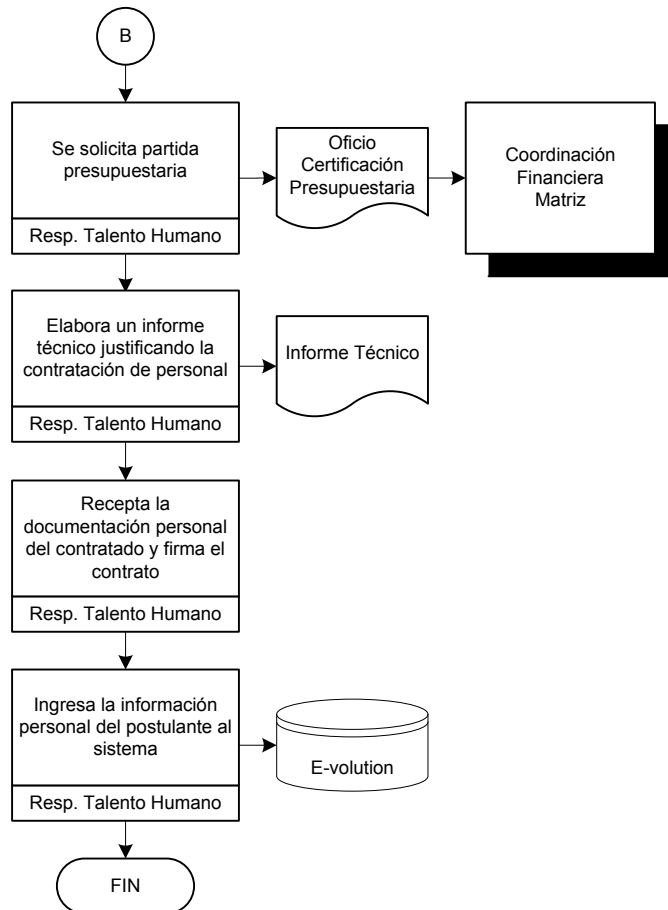 B
Se solicita partida
presupuestaria
Resp. Talento Humano
Oficio
Certificación
Presupuestaria
Coordinación
Financiera
Matriz
Elabora un informe
técnico justificando la
contratación de personal
Resp. Talento Humano
Informe Técnico
Recepta la
documentación personal
del contratado y firma el
contrato
Resp. Talento Humano
Ingresa la información
personal del postulante al
sistema
Resp. Talento Humano
E-volution
FIN